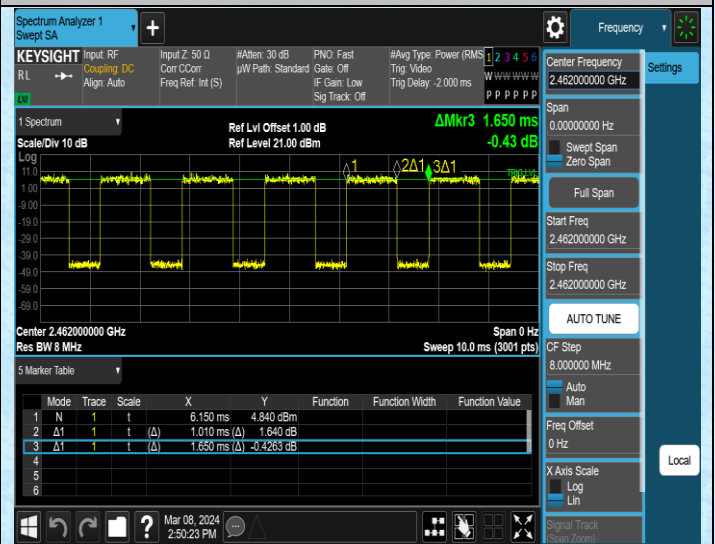 Spectrum Analyzer 1
Swept SA
Frequency
KEYSIGHT
RL
LXI
Input: RF
Coupling: DC
Align: Auto
Input Z: 50 Ω
Corr CCorr
Freq Ref: Int (S)
#Atten: 30 dB
µW Path: Standard
PNO: Fast
Gate: Off
IF Gain: Low
Sig Track: Off
#Avg Type: Power (RMS
Trig: Video
Trig Delay: -2.000 ms
1 2 3 4 5 6
W W W W W W
P P P P P P
1 Spectrum
Scale/Div 10 dB
Ref Lvl Offset 1.00 dB
Ref Level 21.00 dBm
ΔMkr3 1.650 ms
-0.43 dB
Log
11.0
1.00
-9.00
-19.0
-29.0
-39.0
-49.0
-59.0
-69.0
1
2Δ1
3Δ1
TRIG LVL
Center 2.462000000 GHz
Res BW 8 MHz
Span 0 Hz
Sweep 10.0 ms (3001 pts)
5 Marker Table
Mode Trace Scale X Y Function Function Width Function Value
1 N 1 t 6.150 ms 4.840 dBm
2 Δ1 1 t (Δ) 1.010 ms (Δ) 1.640 dB
3 Δ1 1 t (Δ) 1.650 ms (Δ) -0.4263 dB
4
5
6
?
Mar 08, 2024
2:50:23 PM
Center Frequency
2.462000000 GHz
Span
0.00000000 Hz
Swept Span
Zero Span
Full Span
Start Freq
2.462000000 GHz
Stop Freq
2.462000000 GHz
AUTO TUNE
CF Step
8.000000 MHz
Auto
Man
Freq Offset
0 Hz
X Axis Scale
Log
Lin
Signal Track
(Span Zoom)
Settings
Local